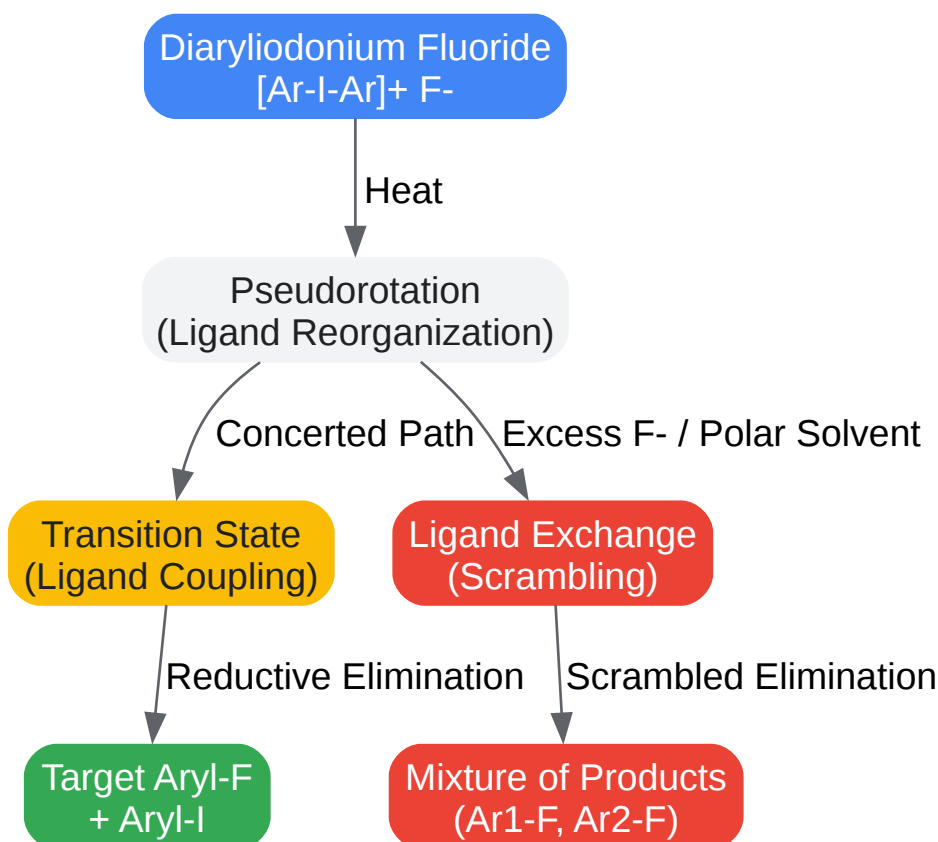 Diaryliodonium Fluoride
[Ar-I-Ar]+ F-
Heat
Pseudorotation
(Ligand Reorganization)
Concerted Path
Excess F- / Polar Solvent
Transition State
(Ligand Coupling)
Ligand Exchange
(Scrambling)
Reductive Elimination
Scrambled Elimination
Target Aryl-F
+ Aryl-I
Mixture of Products
(Ar1-F, Ar2-F)